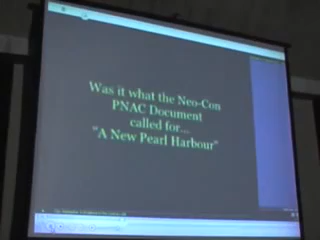 Was it what the Neo-Con
PNAC Document
called for...
"A New Pearl Harbour"